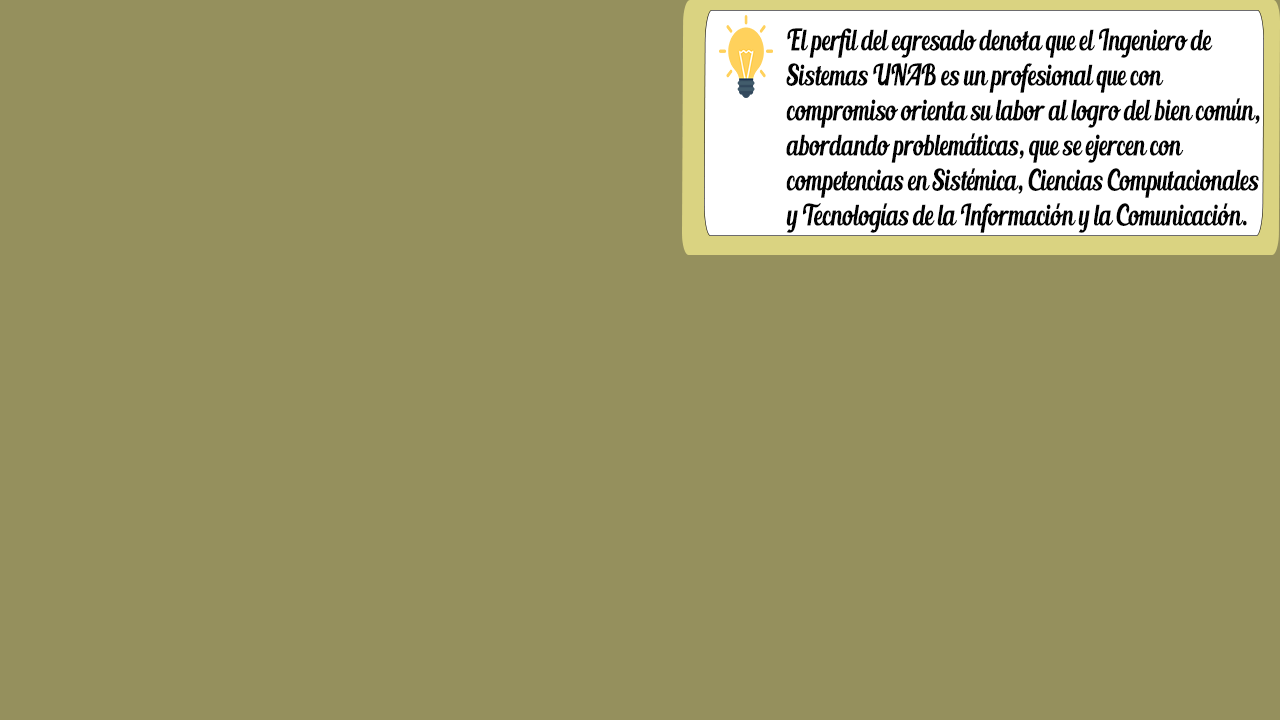 El perfil del egresado denota que el Ingeniero de
Sistemas UNAB es un profesional que con
compromiso orienta su labor al logro del bien común,
abordando problemáticas, que se ejercen con
competencias en Sistémica, Ciencias Computacionales
y Tecnologías de la Información y la Comunicación.